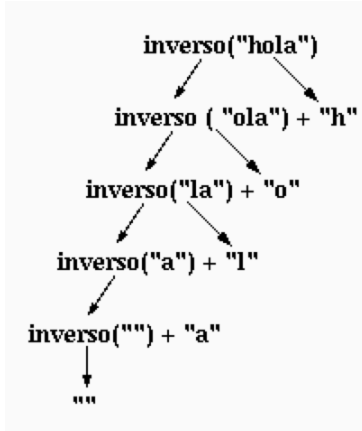 inverso("hola")
inverso ( "ola") + "h"
inverso("la") + "o"
inverso("a") + "l"
inverso("") + "a"
""